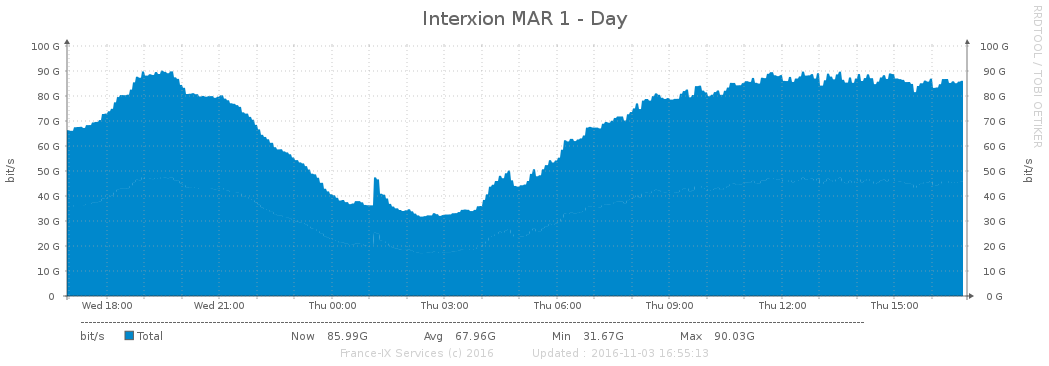 Interxion MAR 1 - Day
RRDTOOL / TOBI OETIKER
100 G 100 G
90 G 90 G
80 G 80 G
70 G 70 G
60 G 60 G
50 G 50 G
40 G 40 G
30 G 30 G
20 G 20 G
10 G 10 G
0 0 G
bit/s bit/s
Wed 18:00 Wed 21:00 Thu 00:00 Thu 03:00 Thu 06:00 Thu 09:00 Thu 12:00 Thu 15:00
bit/s Total Now 85.99G Avg 67.96G Min 31.67G Max 90.03G
France-IX Services (c) 2016 Updated : 2016-11-03 16:55:13